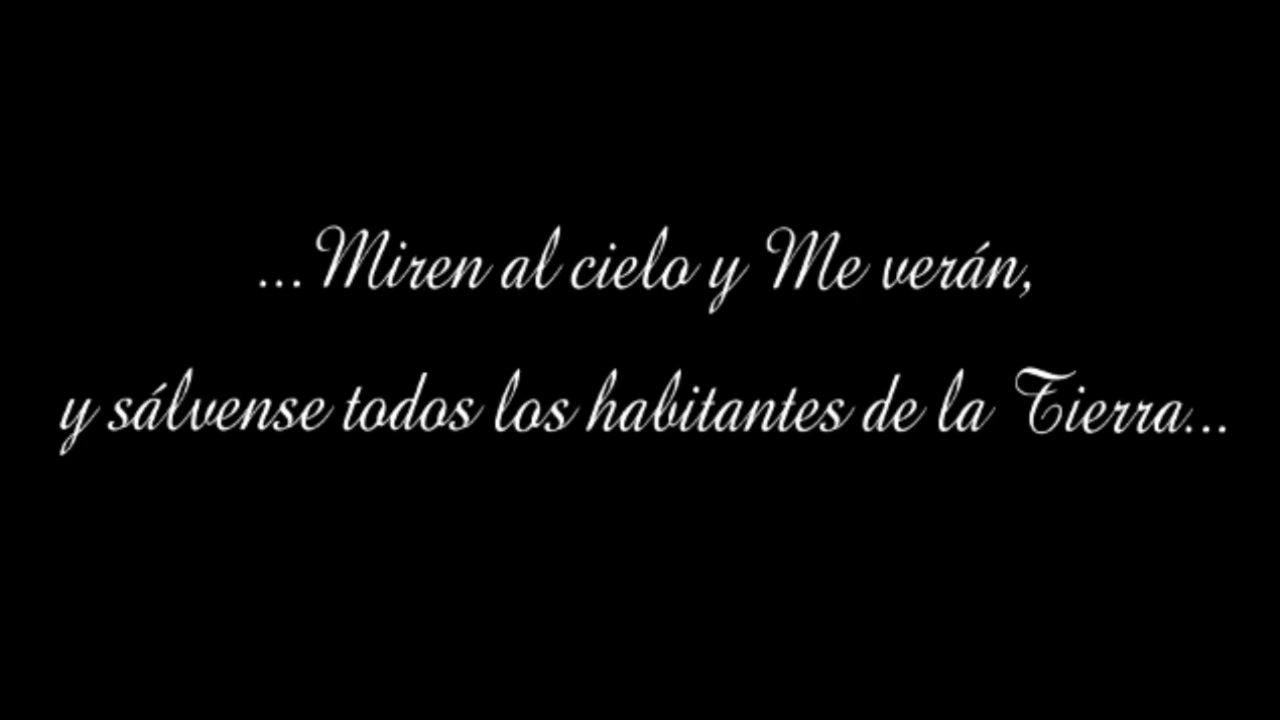 ...Miren al cielo y Me verán,
y sálvense todos los habitantes de la Tierra...